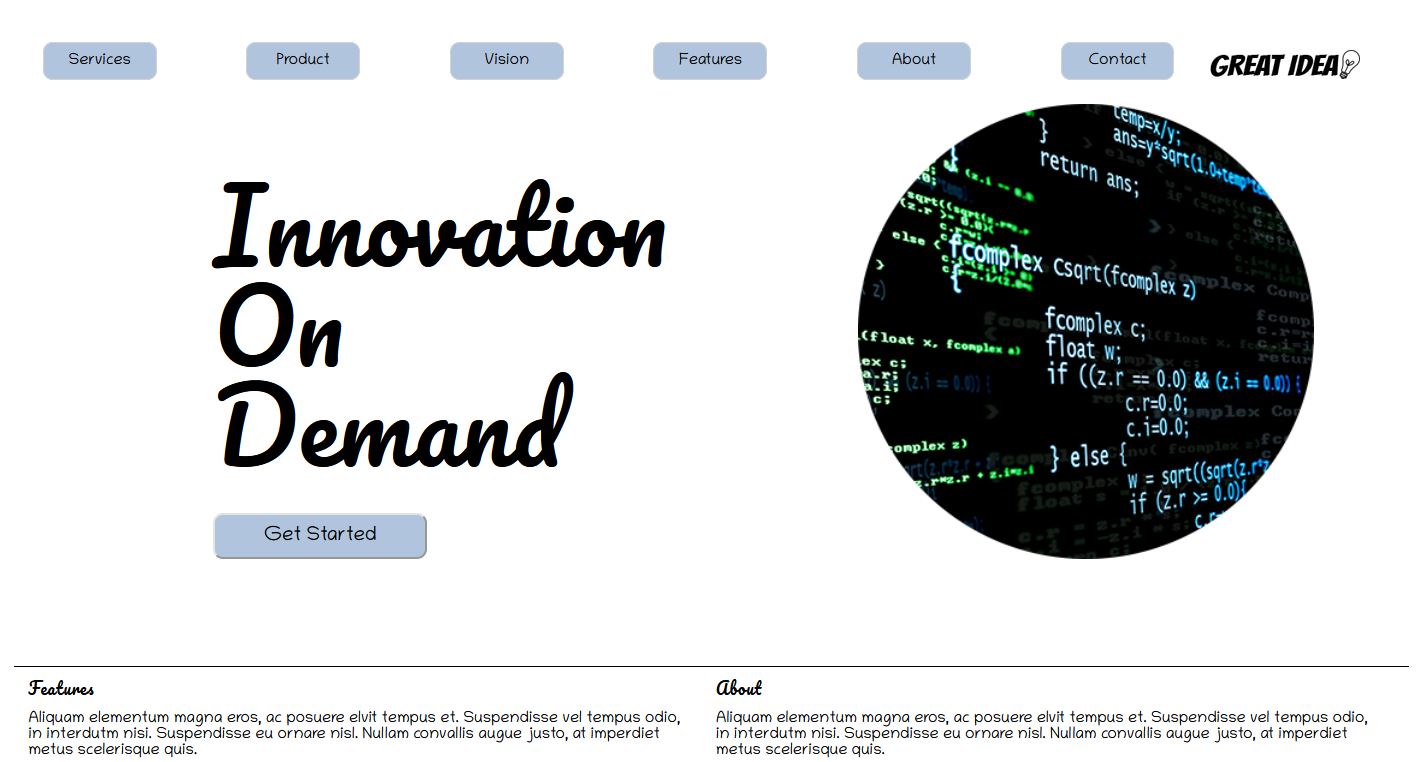 Services
Product
Vision
Features
About
Contact
GREAT IDEA
Innovation
On
Demand
Get Started
temp=x/y;
}
ans=y*sqrt(1.0+temp*te
return ans;
else {
fcomplex Csqrt(fcomplex z)
{
fcomplex c;
float w;
(float x, fcomplex a)
if ((z.r == 0.0) && (z.i == 0.0)) {
c.r=0.0;
c.i=0.0;
omplex z)
} else {
w = sqrt((sqrt(z.r*z
if (z.r >= 0.0){
Features
Aliquam elementum magna eros, ac posuere elvit tempus et. Suspendisse vel tempus odio,
in interdutm nisi. Suspendisse eu ornare nisl. Nullam convallis augue justo, at imperdiet
metus scelerisque quis.
About
Aliquam elementum magna eros, ac posuere elvit tempus et. Suspendisse vel tempus odio,
in interdutm nisi. Suspendisse eu ornare nisl. Nullam convallis augue justo, at imperdiet
metus scelerisque quis.